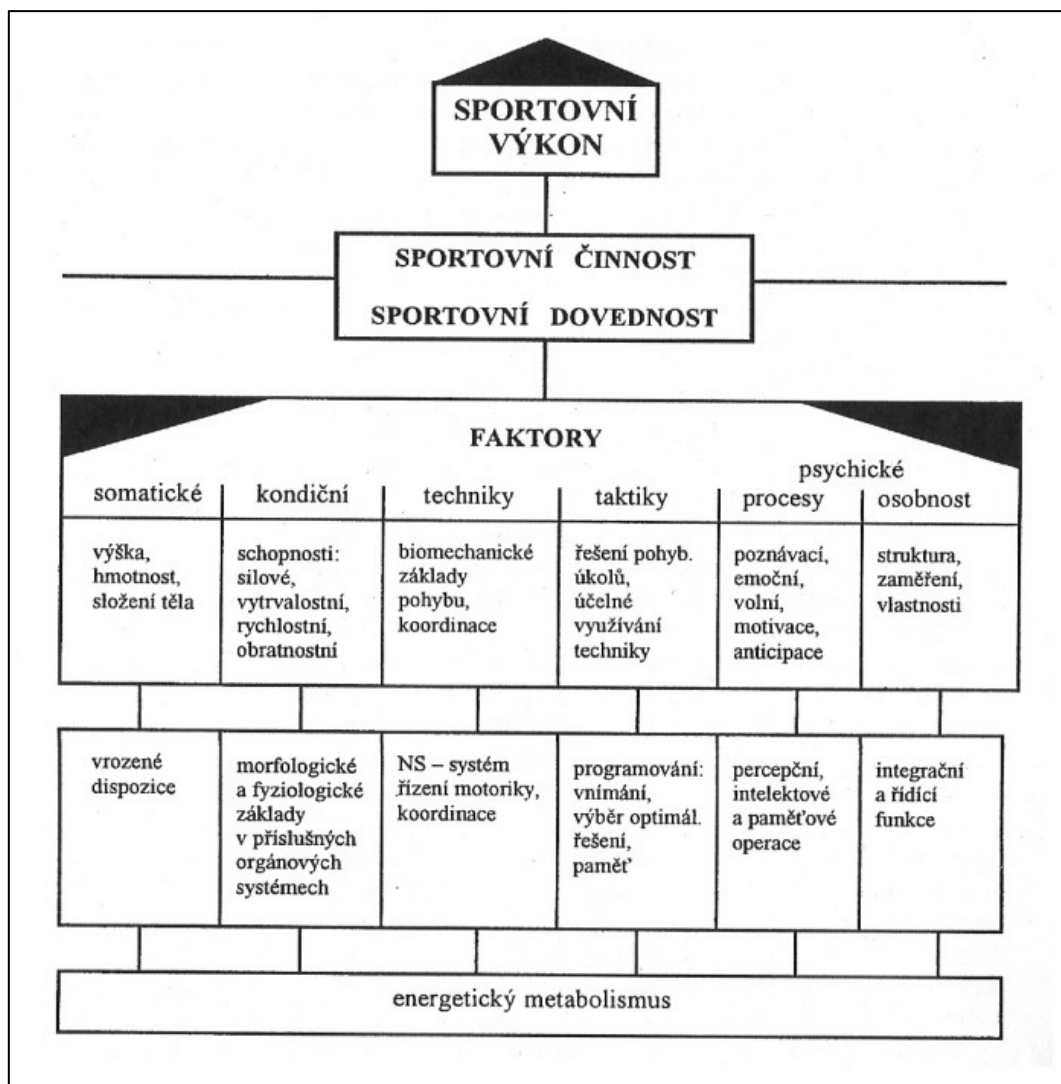 SPORTOVNÍ
VÝKON
SPORTOVNÍ ČINNOST
SPORTOVNÍ DOVEDNOST
FAKTORY
psychické
somatické
kondiční
techniky
taktiky
procesy
osobnost
výška,
hmotnost,
složení těla
schopnosti:
silové,
vytrvalostní,
rychlostní,
obratnostní
biomechanické
základy
pohybu,
koordinace
řešení pohyb.
úkolů,
účelné
využívání
techniky
poznávací,
emoční,
volní,
motivace,
anticipace
struktura,
zaměření,
vlastnosti
vrozené
dispozice
morfologické
a fyziologické
základy
v příslušných
orgánových
systémech
NS – systém
řízení motoriky,
koordinace
programování:
vnímání,
výběr optimál.
řešení,
paměť
percepční,
intelektové
a paměťové
operace
integrační
a řídící
funkce
energetický metabolismus